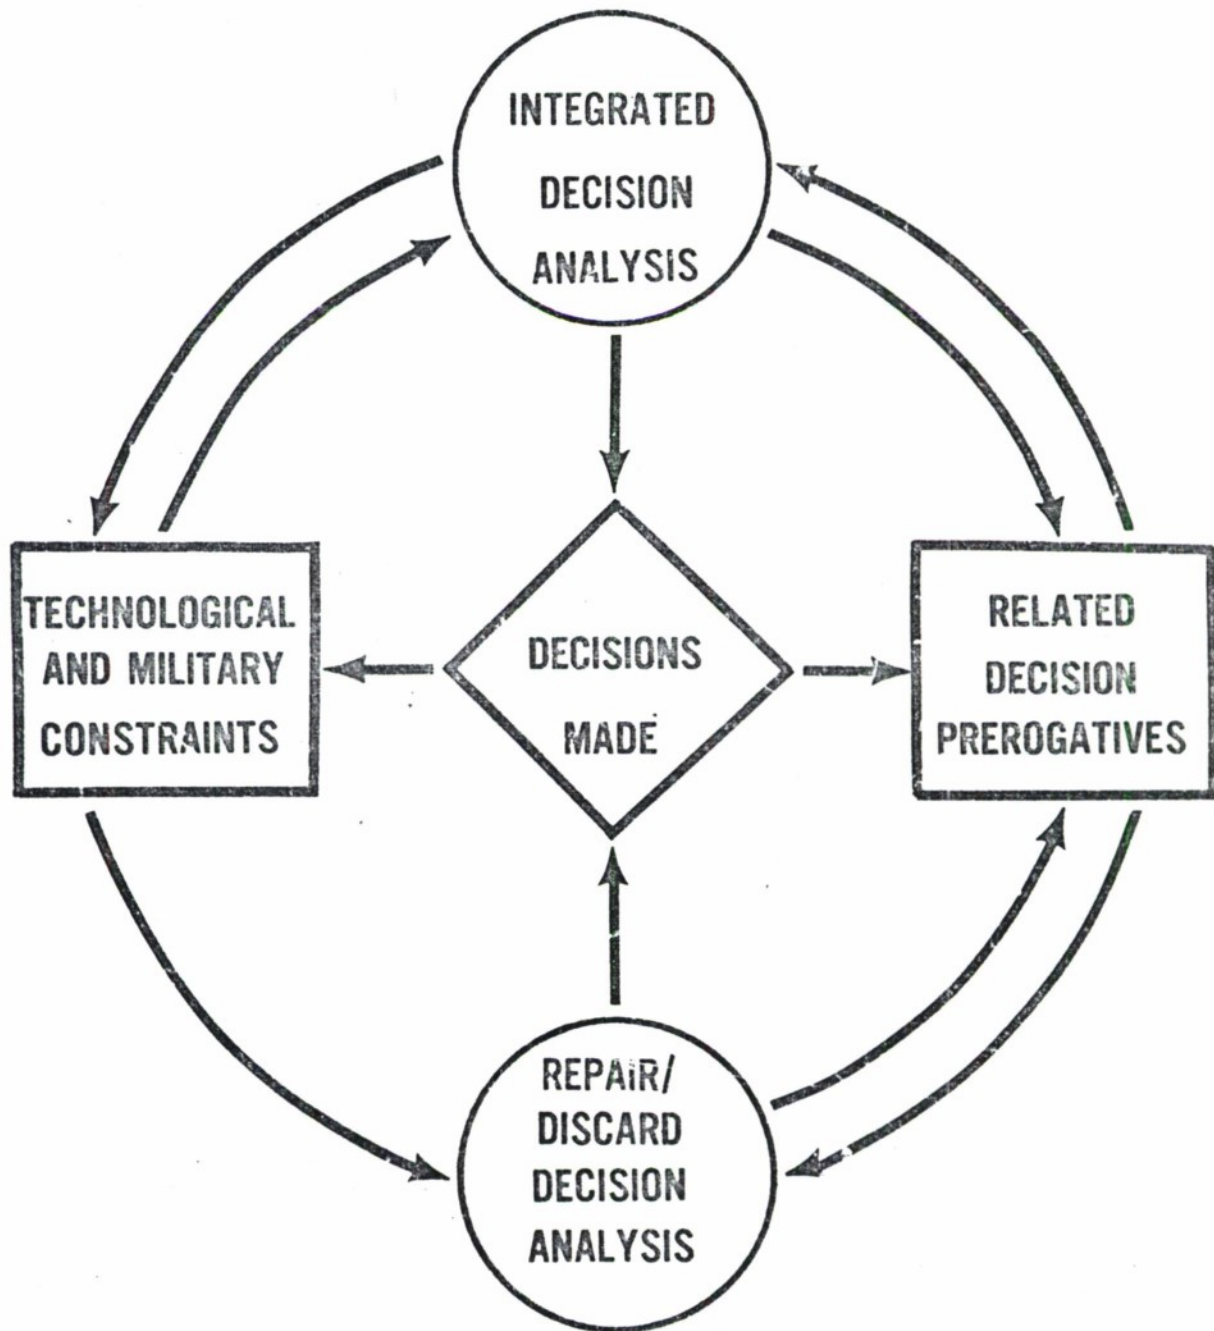 INTEGRATED
DECISION
ANALYSIS
TECHNOLOGICAL
AND MILITARY
CONSTRAINTS
DECISIONS
MADE
RELATED
DECISION
PREROGATIVES
REPAIR/
DISCARD
DECISION
ANALYSIS